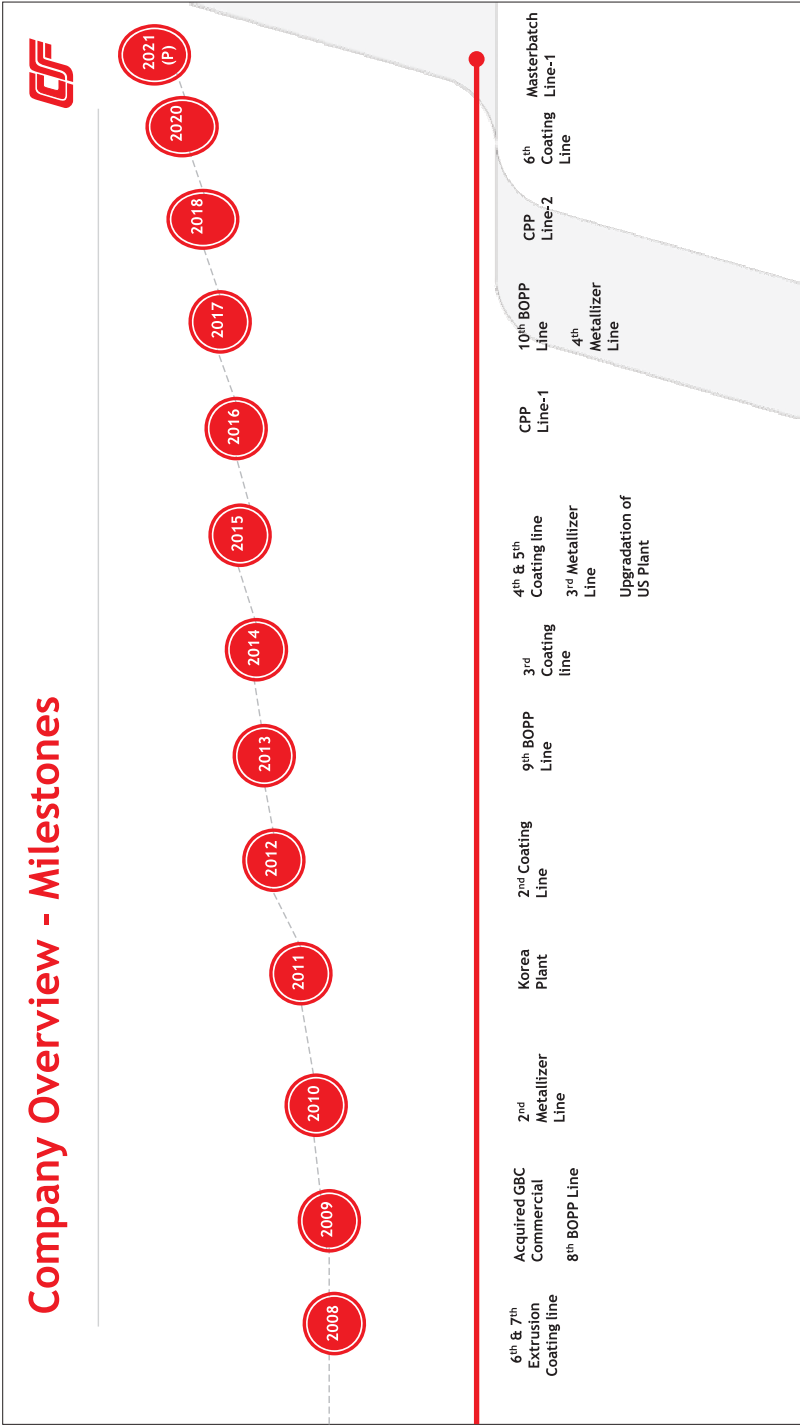 Company Overview - Milestones
2008
2009
2010
2011
2012
2013
2014
2015
2016
2017
2018
2020
2021
(P)
6th & 7th
Extrusion
Coating line
Acquired GBC
Commercial
8th BOPP Line
2nd
Metallizer
Line
Korea
Plant
2nd Coating
Line
9th BOPP
Line
3rd
Coating
line
4th & 5th
Coating line
3rd Metallizer
Line
Upgradation of
US Plant
CPP
Line-1
10th BOPP
Line
4th
Metallizer
Line
CPP
Line-2
6th
Coating
Line
Masterbatch
Line-1